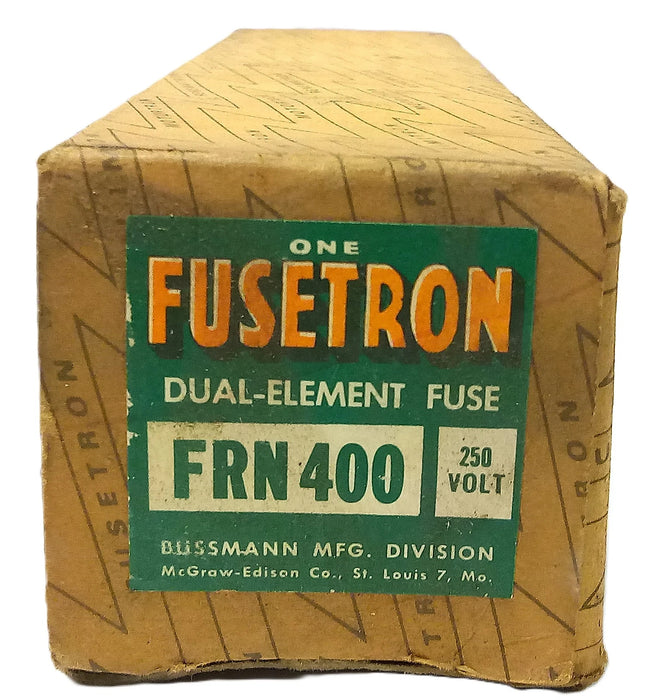 ONE
FUSETRON
DUAL-ELEMENT FUSE
FRN 400
250
VOLT
BUSSMANN MFG. DIVISION
McGraw-Edison Co., St. Louis 7, Mo.
FUSETRON